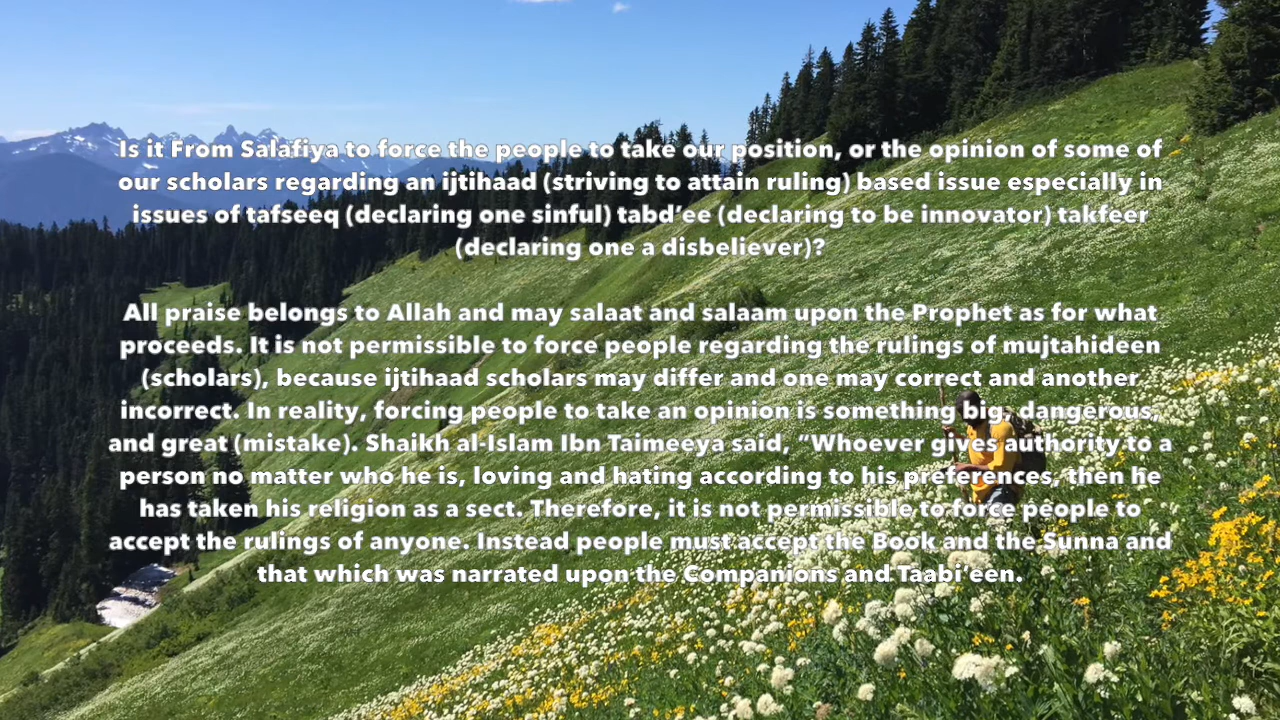 Is it From Salafiya to force the people to take our position, or the opinion of some of
our scholars regarding an ijtihaad (striving to attain ruling) based issue especially in
issues of tafseeq (declaring one sinful) tabd’ee (declaring to be innovator) takfeer
(declaring one a disbeliever)?
All praise belongs to Allah and may salaat and salaam upon the Prophet as for what
proceeds. It is not permissible to force people regarding the rulings of mujtahideen
(scholars), because ijtihaad scholars may differ and one may correct and another
incorrect. In reality, forcing people to take an opinion is something big, dangerous,
and great (mistake). Shaikh al-Islam Ibn Taimeeya said, “Whoever gives authority to a
person no matter who he is, loving and hating according to his preferences, then he
has taken his religion as a sect. Therefore, it is not permissible to force people to
accept the rulings of anyone. Instead people must accept the Book and the Sunna and
that which was narrated upon the Companions and Taabi’een.